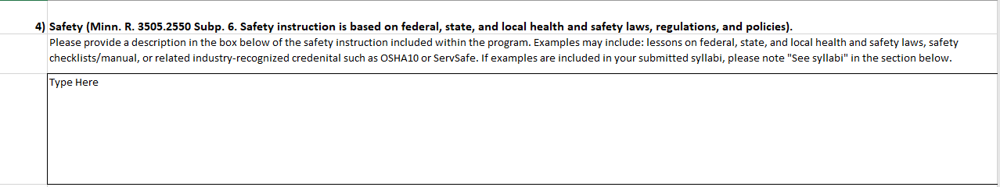 4) Safety (Minn. R. 3505.2550 Subp. 6. Safety instruction is based on federal, state, and local health and safety laws, regulations, and policies).
Please provide a description in the box below of the safety instruction included within the program. Examples may include: lessons on federal, state, and local health and safety laws, safety
checklists/manual, or related industry-recognized credenital such as OSHA10 or ServSafe. If examples are included in your submitted syllabi, please note "See syllabi" in the section below.
Type Here